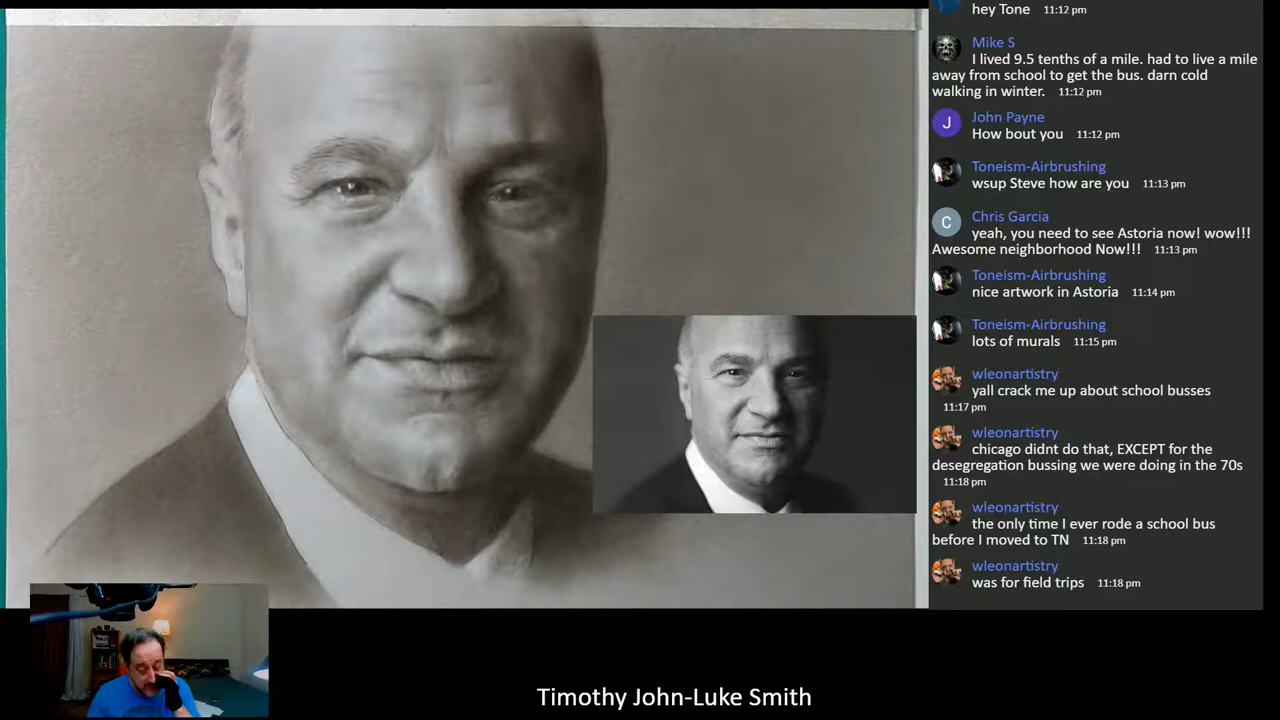 hey Tone 11:12 pm
Mike S
I lived 9.5 tenths of a mile. had to live a mile
away from school to get the bus. darn cold
walking in winter. 11:12 pm
J
John Payne
How bout you 11:12 pm
Toneism-Airbrushing
wsup Steve how are you 11:13 pm
C
Chris Garcia
yeah, you need to see Astoria now! wow!!!
Awesome neighborhood Now!!! 11:13 pm
Toneism-Airbrushing
nice artwork in Astoria 11:14 pm
Toneism-Airbrushing
lots of murals 11:15 pm
wleonartistry
yall crack me up about school busses
11:17 pm
wleonartistry
chicago didnt do that, EXCEPT for the
desegregation bussing we were doing in the 70s
11:18 pm
wleonartistry
the only time I ever rode a school bus
before I moved to TN 11:18 pm
wleonartistry
was for field trips 11:18 pm
Timothy John-Luke Smith